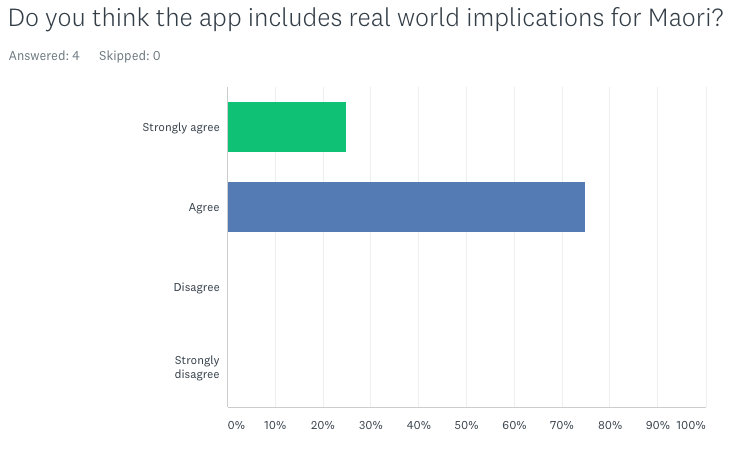 Do you think the app includes real world implications for Maori?
Answered: 4 Skipped: 0
Strongly agree
Agree
Disagree
Strongly
disagree
0% 10% 20% 30% 40% 50% 60% 70% 80% 90% 100%